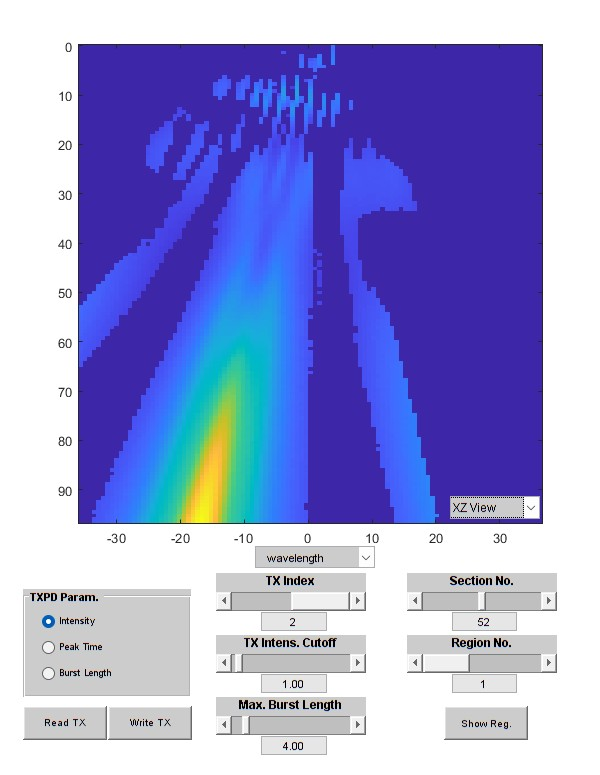 0
10
20
30
40
50
60
70
80
90
-30 -20 -10 0 10 20 30
XZ View
wavelength
TX Index
2
Section No.
52
TXPD Param.
Intensity
Peak Time
Burst Length
TX Intens. Cutoff
1.00
Region No.
1
Max. Burst Length
4.00
Read TX
Write TX
Show Reg.